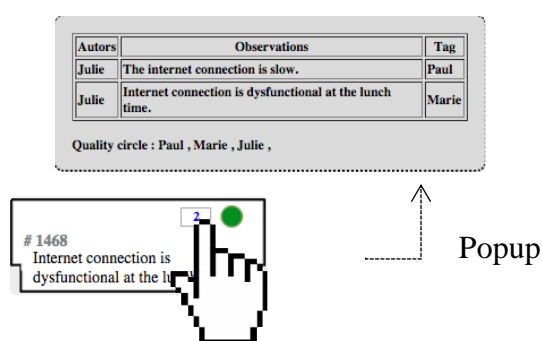 Autors Observations Tag
Julie The internet connection is slow. Paul
Julie Internet connection is dysfunctional at the lunch time. Marie
Quality circle : Paul , Marie , Julie ,
2
# 1468
Internet connection is
dysfunctional at the
Popup